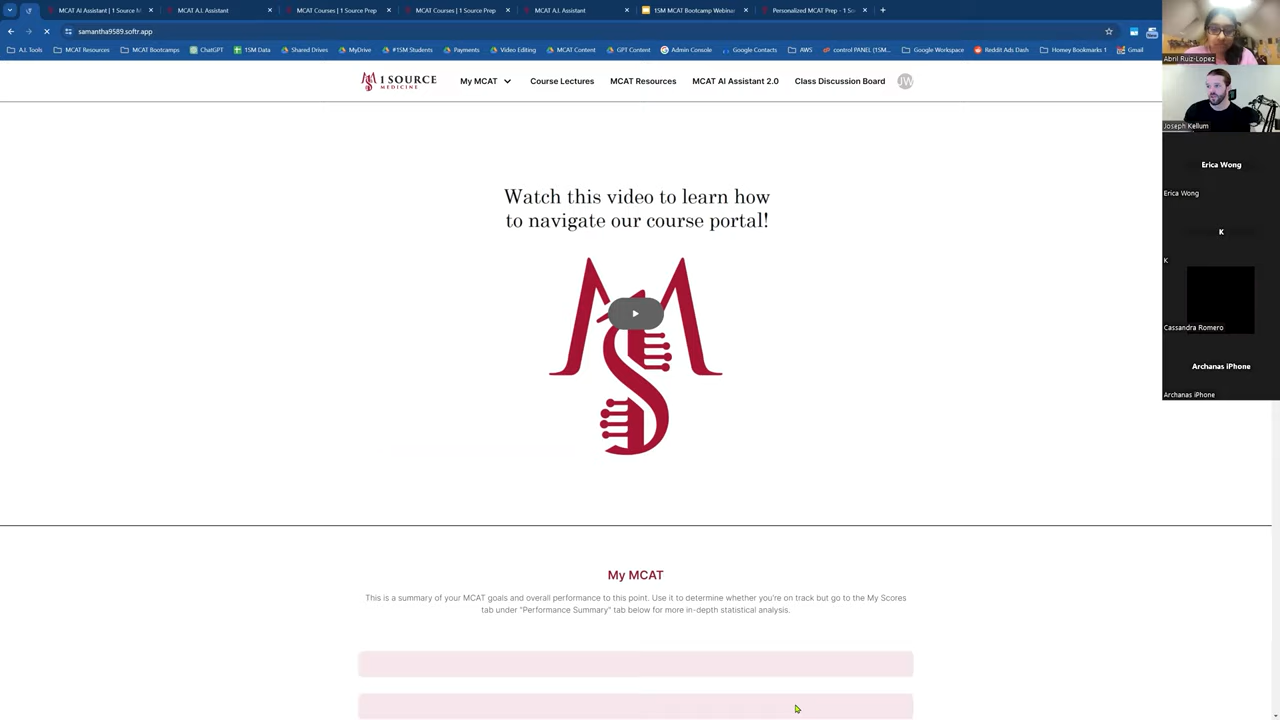 MCAT AI Assistant | 1 Source M
MCAT A.I. Assistant
MCAT Courses | 1 Source Prep
MCAT Courses | 1 Source Prep
MCAT A.I. Assistant
1SM MCAT Bootcamp Webinar
Personalized MCAT Prep - 1 S
samantha9589.softr.app
A.I. Tools
MCAT Resources
MCAT Bootcamps
ChatGPT
1SM Data
Shared Drives
MyDrive
#1SM Students
Payments
Video Editing
MCAT Content
GPT Content
Admin Console
Google Contacts
AWS
control PANEL (1SM...
Google Workspace
Reddit Ads Dash
Homey Bookmarks 1
Gmail
1 SOURCE
MEDICINE
My MCAT
Course Lectures
MCAT Resources
MCAT AI Assistant 2.0
Class Discussion Board
JW
Watch this video to learn how
to navigate our course portal!
My MCAT
This is a summary of your MCAT goals and overall performance to this point. Use it to determine whether you're on track but go to the My Scores
tab under "Performance Summary" tab below for more in-depth statistical analysis.
Abril Ruiz-Lopez
Joseph Kellum
Erica Wong
Erica Wong
K
K
Cassandra Romero
Archanas iPhone
Archanas iPhone